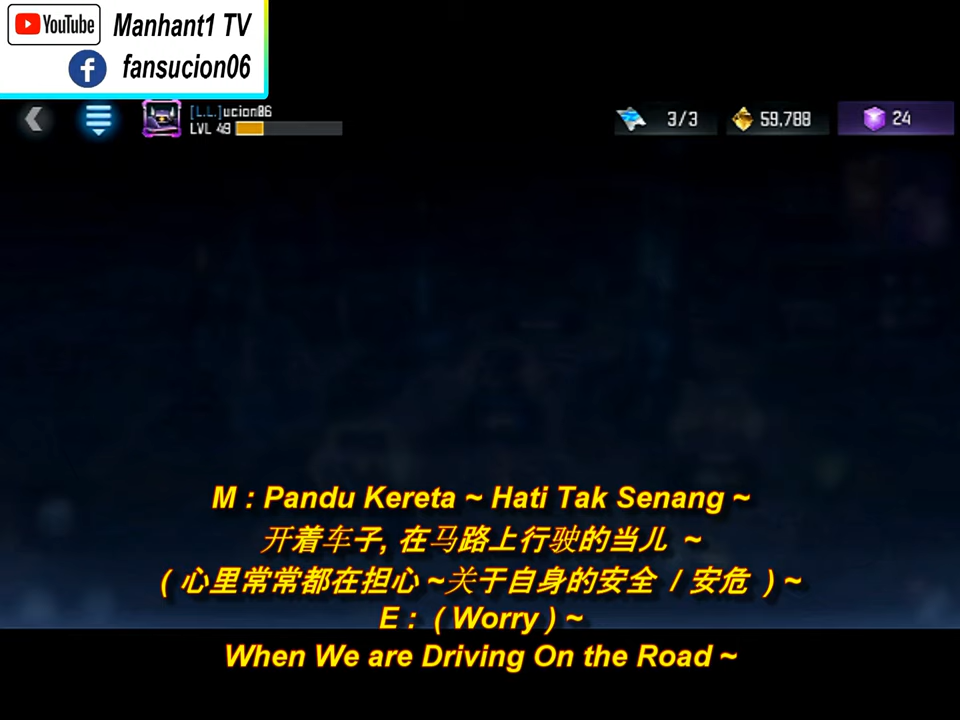 YouTube Manhant1 TV
fansucion06
[L.L.]ucion06
LVL 49
3/3
59,788
24
M : Pandu Kereta ~ Hati Tak Senang ~
开着车子, 在马路上行驶的当儿 ~
( 心里常常都在担心 ~关于自身的安全 / 安危 ) ~
E : ( Worry ) ~
When We are Driving On the Road ~